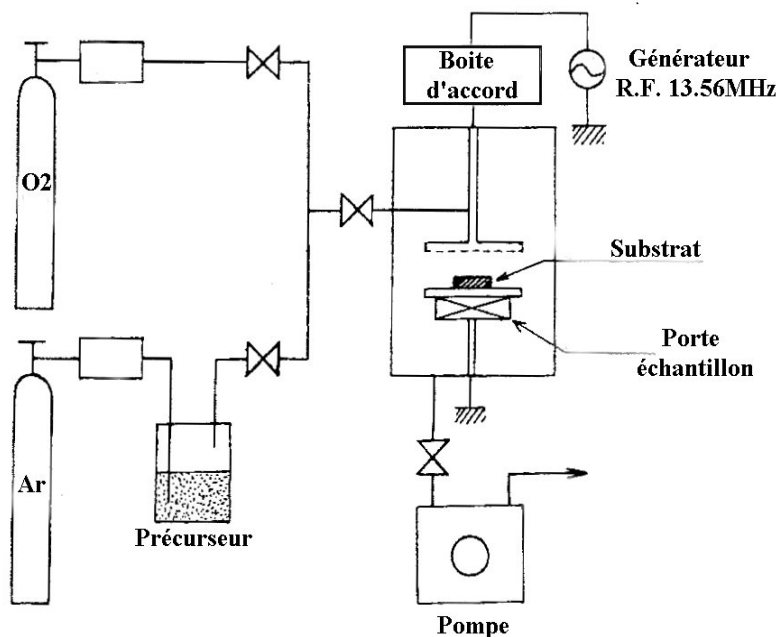 Boite
d'accord
Générateur
R.F. 13.56MHz
O2
Substrat
Porte
échantillon
Ar
Précurseur
Pompe